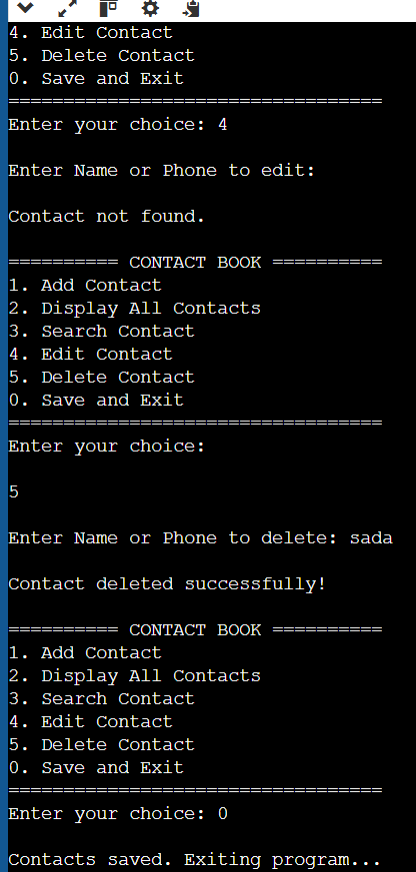 4. Edit Contact
5. Delete Contact
0. Save and Exit
==================================
Enter your choice: 4
Enter Name or Phone to edit:
Contact not found.
========== CONTACT BOOK ==========
1. Add Contact
2. Display All Contacts
3. Search Contact
4. Edit Contact
5. Delete Contact
0. Save and Exit
==================================
Enter your choice:
5
Enter Name or Phone to delete: sada
Contact deleted successfully!
========== CONTACT BOOK ==========
1. Add Contact
2. Display All Contacts
3. Search Contact
4. Edit Contact
5. Delete Contact
0. Save and Exit
==================================
Enter your choice: 0
Contacts saved. Exiting program...